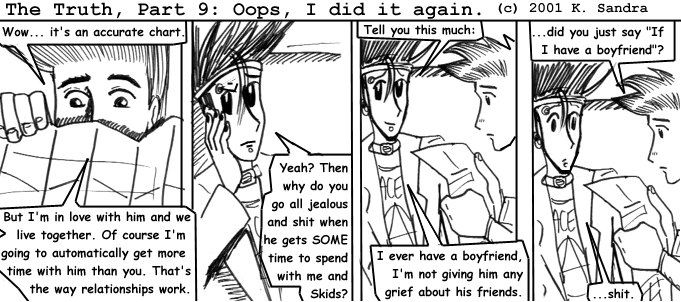 The Truth, Part 9: Oops, I did it again. (c) 2001 K. Sandra
Wow... it's an accurate chart.
But I'm in love with him and we
live together. Of course I'm
going to automatically get more
time with him than you. That's
the way relationships work.
Yeah? Then
why do you
go all jealous
and shit when
he gets SOME
time to spend
with me and
Skids?
Tell you this much:
ACE
I ever have a boyfriend,
I'm not giving him any
grief about his friends.
...did you just say "If
I have a boyfriend"?
...shit.